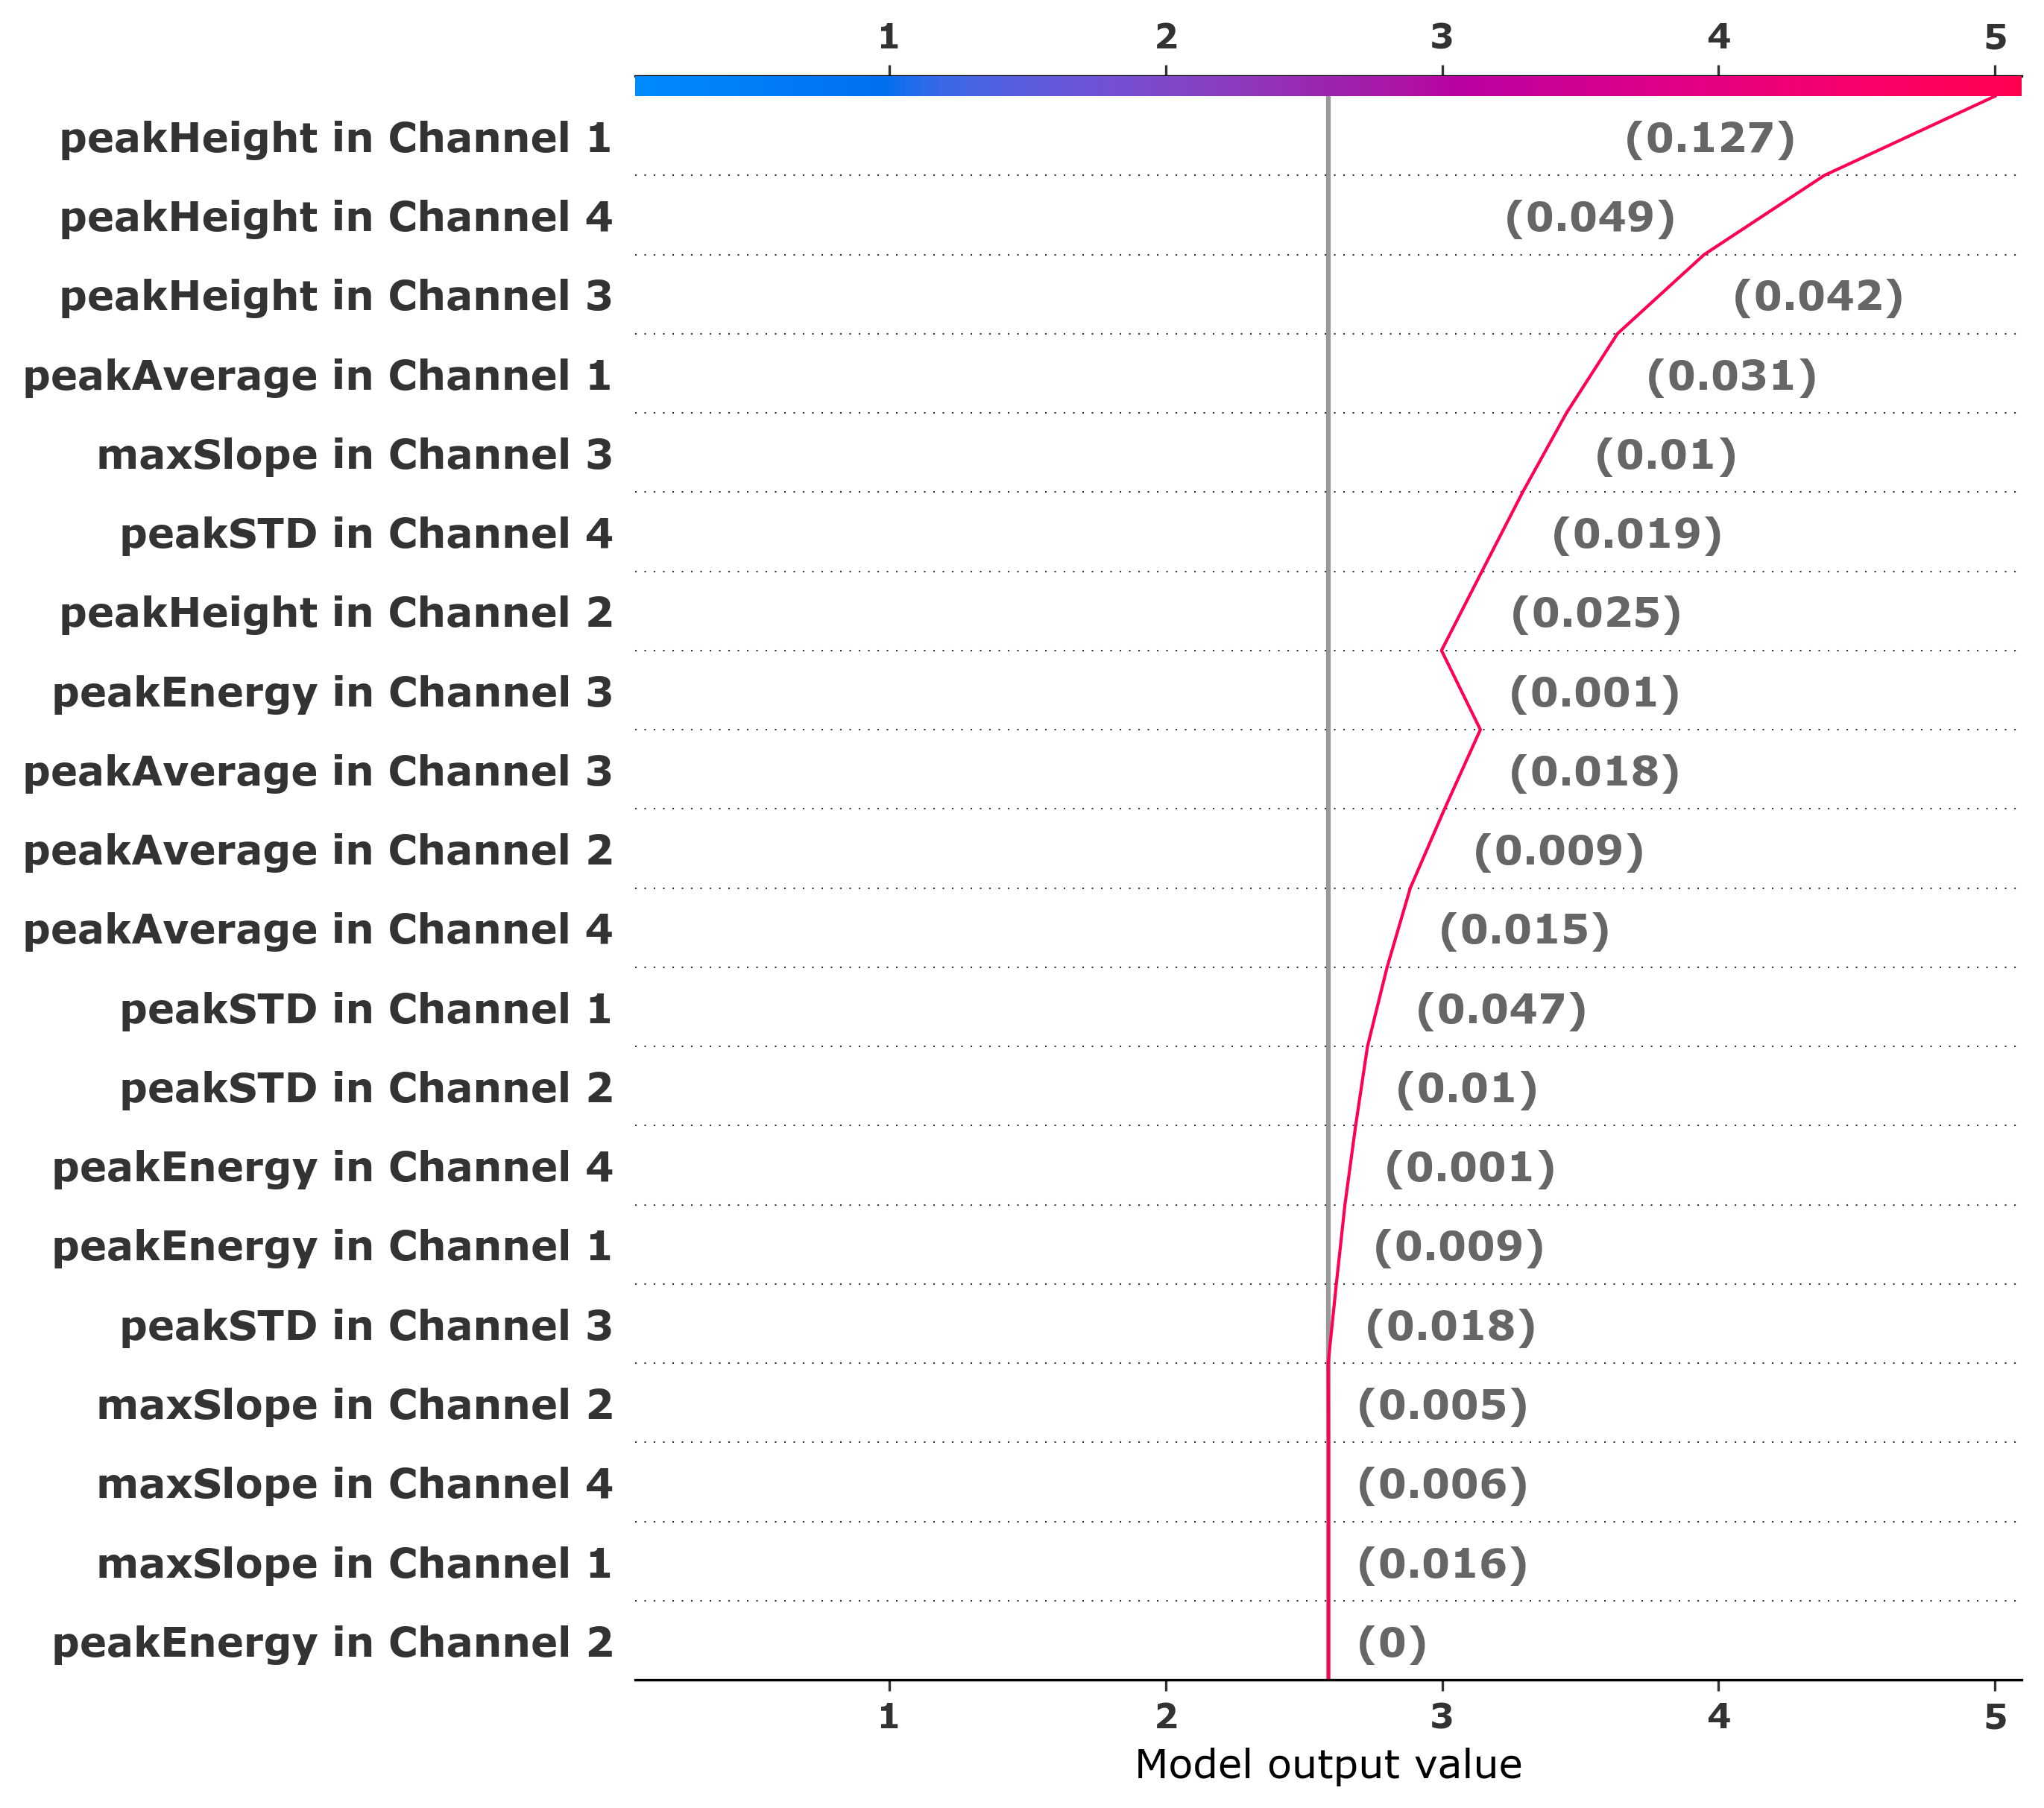 1 2 3 4 5
peakHeight in Channel 1 (0.127)
peakHeight in Channel 4 (0.049)
peakHeight in Channel 3 (0.042)
peakAverage in Channel 1 (0.031)
maxSlope in Channel 3 (0.01)
peakSTD in Channel 4 (0.019)
peakHeight in Channel 2 (0.025)
peakEnergy in Channel 3 (0.001)
peakAverage in Channel 3 (0.018)
peakAverage in Channel 2 (0.009)
peakAverage in Channel 4 (0.015)
peakSTD in Channel 1 (0.047)
peakSTD in Channel 2 (0.01)
peakEnergy in Channel 4 (0.001)
peakEnergy in Channel 1 (0.009)
peakSTD in Channel 3 (0.018)
maxSlope in Channel 2 (0.005)
maxSlope in Channel 4 (0.006)
maxSlope in Channel 1 (0.016)
peakEnergy in Channel 2 (0)
1 2 3 4 5
Model output value